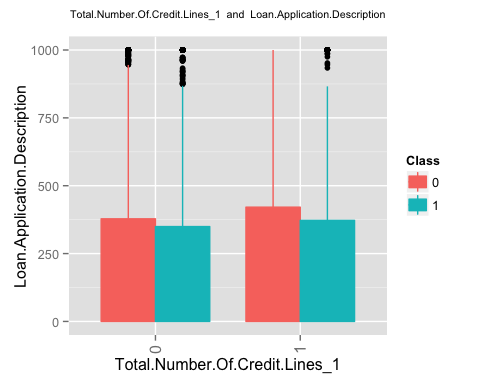 Total.Number.Of.Credit.Lines_1 and Loan.Application.Description
1000
750
500
250
0
Loan.Application.Description
0
1
Total.Number.Of.Credit.Lines_1
Class
0
1